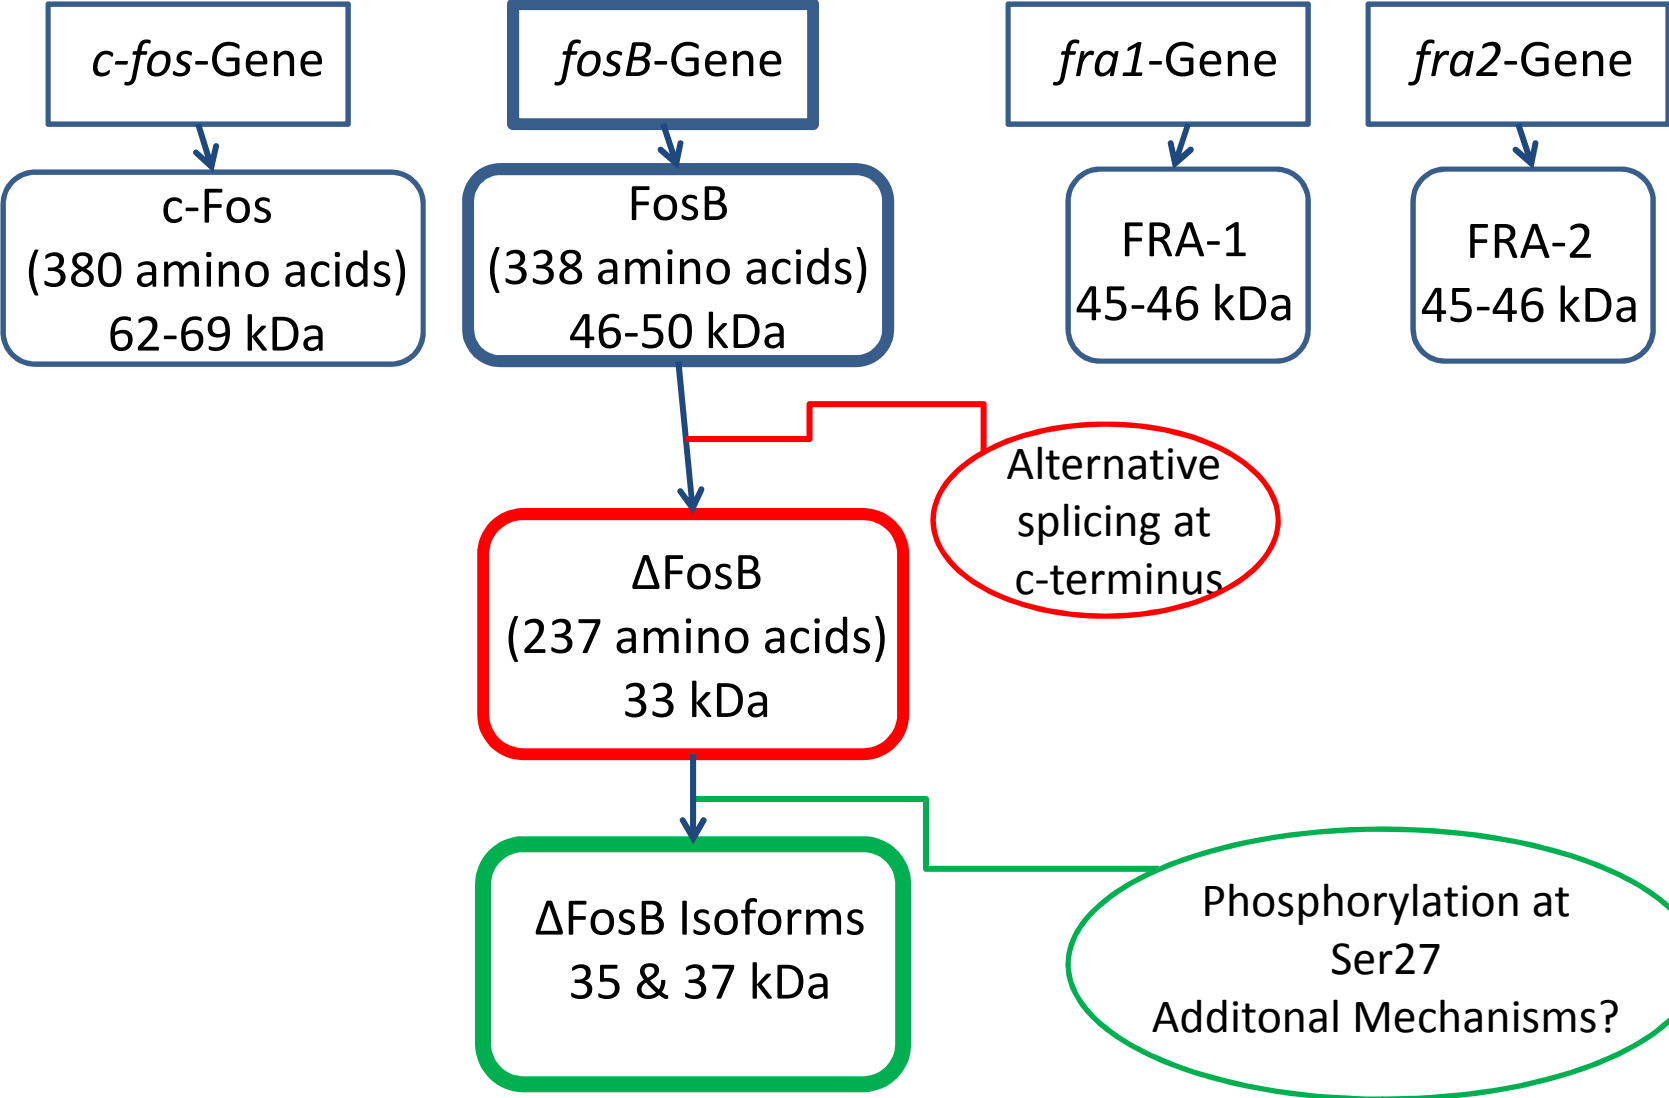 c-fos-Gene
fosB-Gene
fra1-Gene
fra2-Gene
c-Fos
(380 amino acids)
62-69 kDa
FosB
(338 amino acids)
46-50 kDa
FRA-1
45-46 kDa
FRA-2
45-46 kDa
Alternative
splicing at
c-terminus
ΔFosB
(237 amino acids)
33 kDa
ΔFosB Isoforms
35 & 37 kDa
Phosphorylation at
Ser27
Additonal Mechanisms?